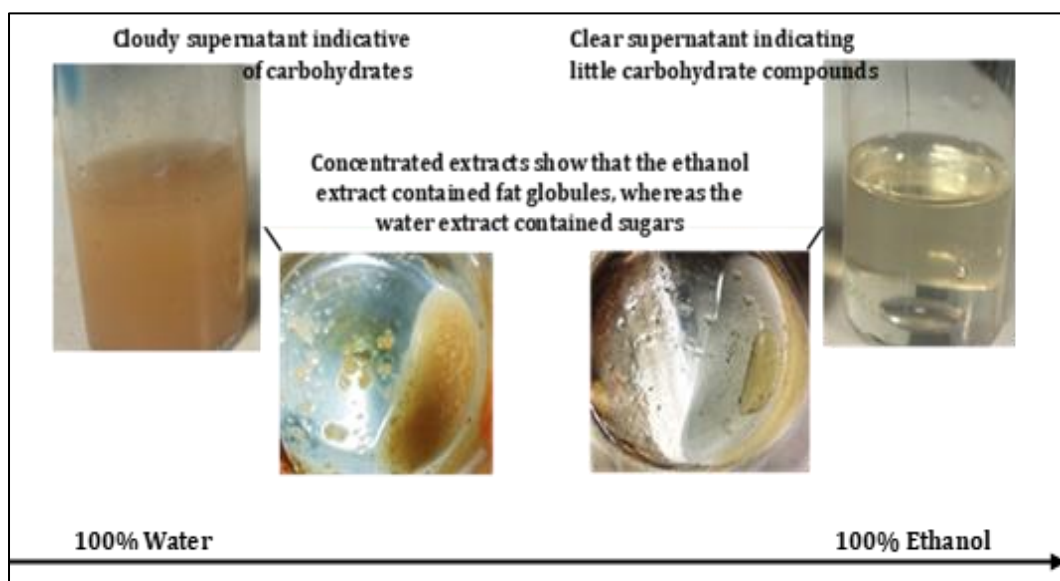 Cloudy supernatant indicative
of carbohydrates
Clear supernatant indicating
little carbohydrate compounds
Concentrated extracts show that the ethanol
extract contained fat globules, whereas the
water extract contained sugars
100% Water
100% Ethanol